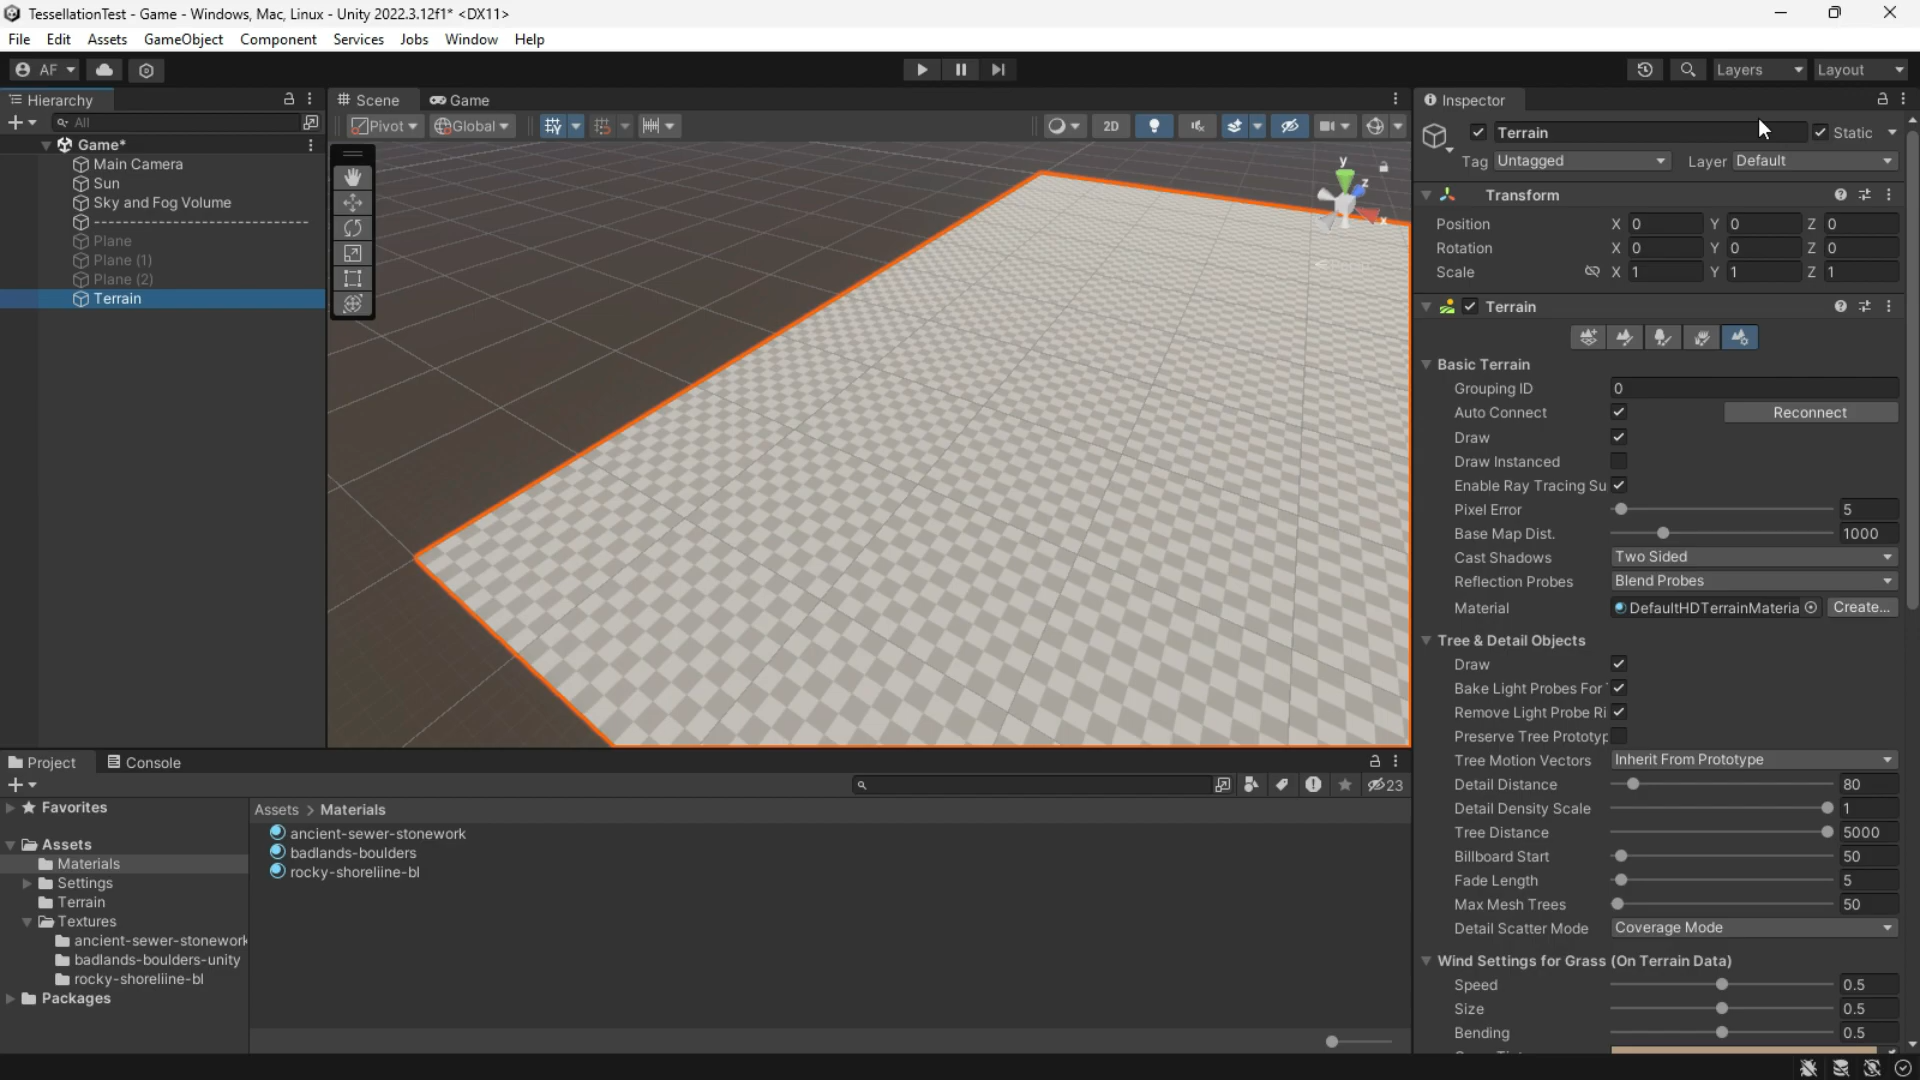 TessellationTest - Game - Windows, Mac, Linux - Unity 2022.3.12f1* <DX11>
File Edit Assets GameObject Component Services Jobs Window Help
AF Layers Layout
Hierarchy
All
Game*
Main Camera
Sun
Sky and Fog Volume
---------------------------------
Plane
Plane (1)
Plane (2)
Terrain
Scene Game
Pivot Global 2D
y
z
x
Inspector
Terrain Static
Tag Untagged Layer Default
Transform
Position X 0 Y 0 Z 0
Rotation X 0 Y 0 Z 0
Scale X 1 Y 1 Z 1
Terrain
Basic Terrain
Grouping ID 0
Auto Connect Reconnect
Draw
Draw Instanced
Enable Ray Tracing Su
Pixel Error 5
Base Map Dist. 1000
Cast Shadows Two Sided
Reflection Probes Blend Probes
Material DefaultHDTerrainMateria Create...
Tree & Detail Objects
Draw
Bake Light Probes For
Remove Light Probe Ri
Preserve Tree Prototyp
Tree Motion Vectors Inherit From Prototype
Detail Distance 80
Detail Density Scale 1
Tree Distance 5000
Billboard Start 50
Fade Length 5
Max Mesh Trees 50
Detail Scatter Mode Coverage Mode
Wind Settings for Grass (On Terrain Data)
Speed 0.5
Size 0.5
Bending 0.5
Project Console
23
Favorites
Assets
Materials
Settings
Terrain
Textures
ancient-sewer-stonework
badlands-boulders-unity
rocky-shoreliine-bl
Packages
Assets > Materials
ancient-sewer-stonework
badlands-boulders
rocky-shoreliine-bl